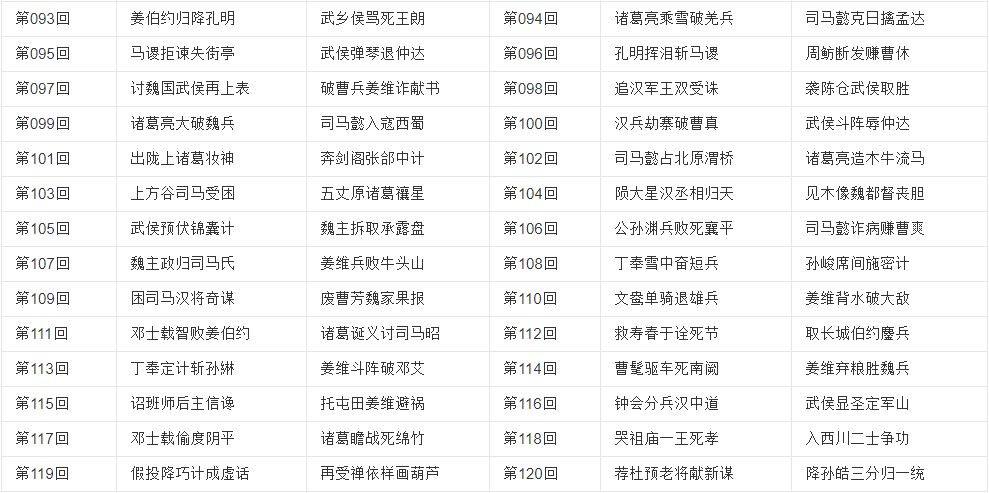 第093回 姜伯约归降孔明 武乡侯骂死王朗 第094回 诸葛亮乘雪破羌兵 司马懿克日擒孟达
第095回 马谡拒谏失街亭 武侯弹琴退仲达 第096回 孔明挥泪斩马谡 周鲂断发赚曹休
第097回 讨魏国武侯再上表 破曹兵姜维诈献书 第098回 追汉军王双受诛 袭陈仓武侯取胜
第099回 诸葛亮大破魏兵 司马懿入寇西蜀 第100回 汉兵劫寨破曹真 武侯斗阵辱仲达
第101回 出陇上诸葛妆神 奔剑阁张郃中计 第102回 司马懿占北原渭桥 诸葛亮造木牛流马
第103回 上方谷司马受困 五丈原诸葛禳星 第104回 陨大星汉丞相归天 见木像魏都督丧胆
第105回 武侯预伏锦囊计 魏主拆取承露盘 第106回 公孙渊兵败死襄平 司马懿诈病赚曹爽
第107回 魏主政归司马氏 姜维兵败牛头山 第108回 丁奉雪中奋短兵 孙峻席间施密计
第109回 困司马汉将奇谋 废曹芳魏家果报 第110回 文鸯单骑退雄兵 姜维背水破大敌
第111回 邓士载智败姜伯约 诸葛诞义讨司马昭 第112回 救寿春于诠死节 取长城伯约鏖兵
第113回 丁奉定计斩孙綝 姜维斗阵破邓艾 第114回 曹髦驱车死南阙 姜维弃粮胜魏兵
第115回 诏班师后主信谗 托屯田姜维避祸 第116回 钟会分兵汉中道 武侯显圣定军山
第117回 邓士载偷度阴平 诸葛瞻战死绵竹 第118回 哭祖庙一王死孝 入西川二士争功
第119回 假投降巧计成虚话 再受禅依样画葫芦 第120回 荐杜预老将献新谋 降孙皓三分归一统